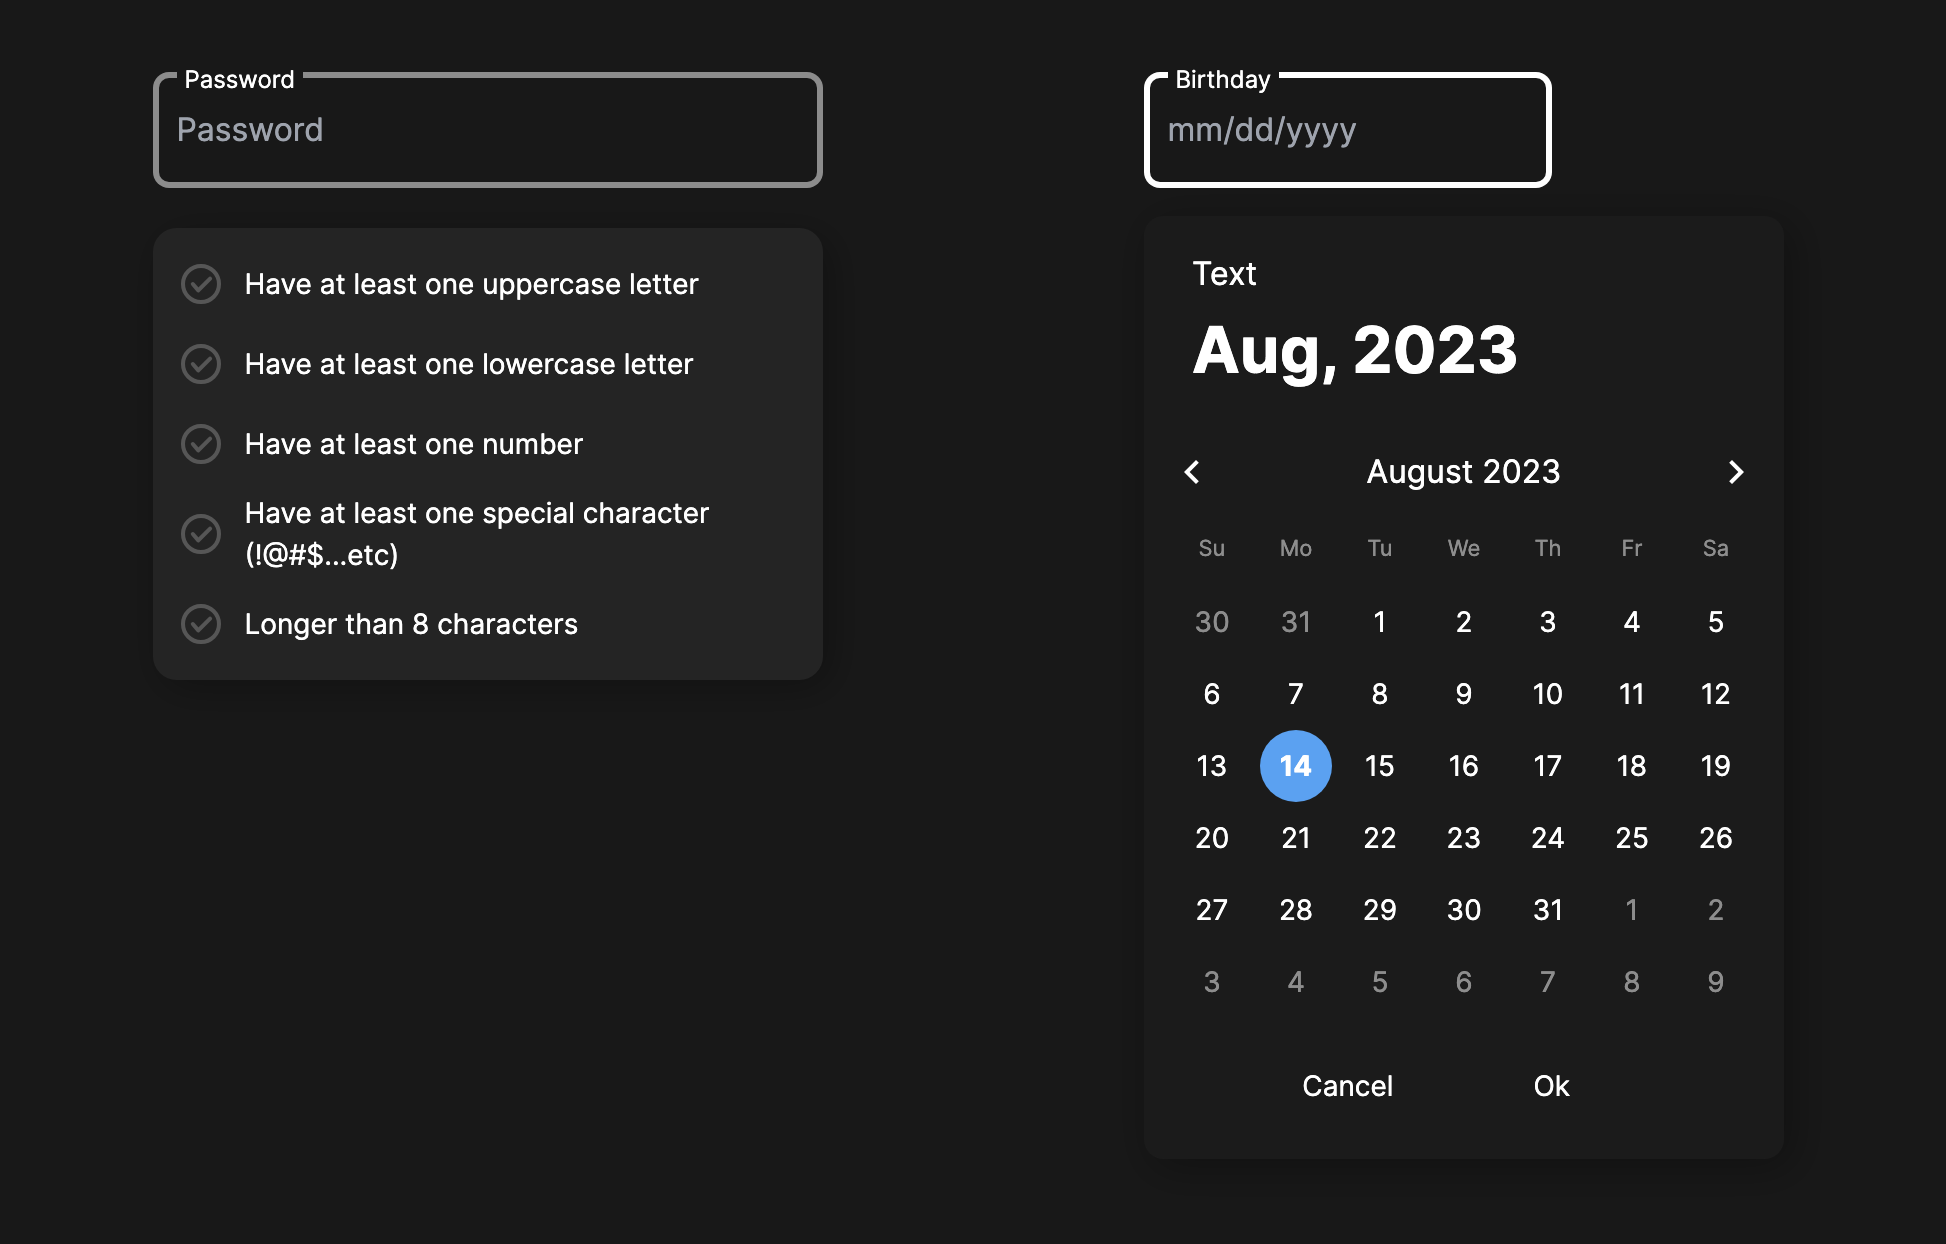 Password
Password
Have at least one uppercase letter
Have at least one lowercase letter
Have at least one number
Have at least one special character
(!@#$...etc)
Longer than 8 characters
Birthday
mm/dd/yyyy
Text
Aug, 2023
August 2023
Su Mo Tu We Th Fr Sa
30 31 1 2 3 4 5
6 7 8 9 10 11 12
13 14 15 16 17 18 19
20 21 22 23 24 25 26
27 28 29 30 31 1 2
3 4 5 6 7 8 9
Cancel Ok